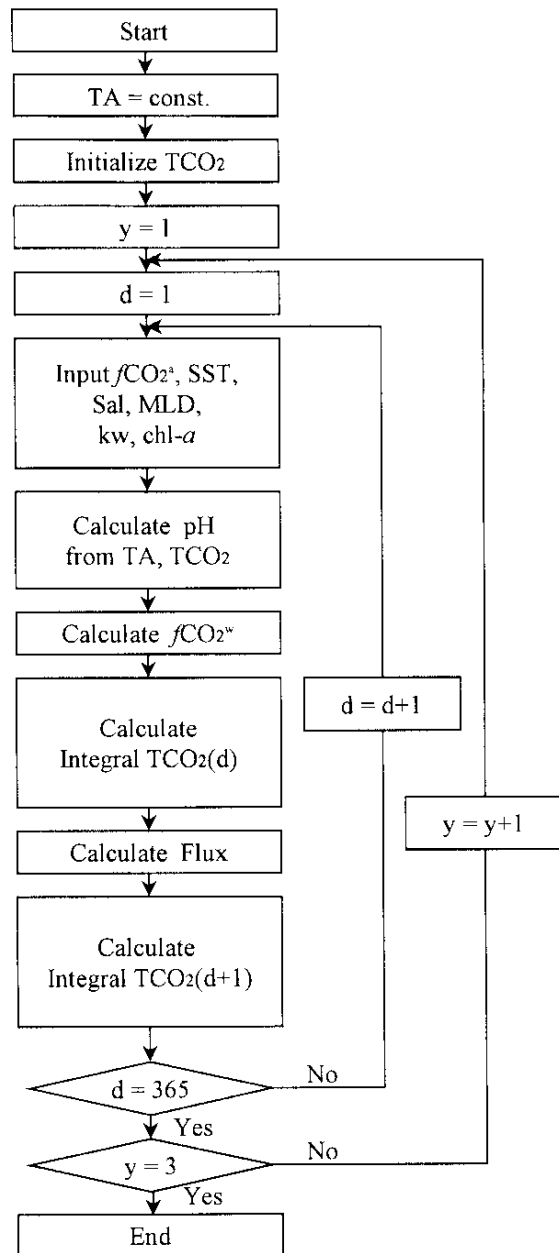 Start
TA = const.
Initialize TCO₂
y = 1
d = 1
Input fCO₂ᵃ, SST,
Sal, MLD,
kw, chl-a
Calculate pH
from TA, TCO₂
Calculate fCO₂ʷ
Calculate
Integral TCO₂(d)
d = d+1
y = y+1
Calculate Flux
Calculate
Integral TCO₂(d+1)
d = 365
No
Yes
y = 3
No
Yes
End